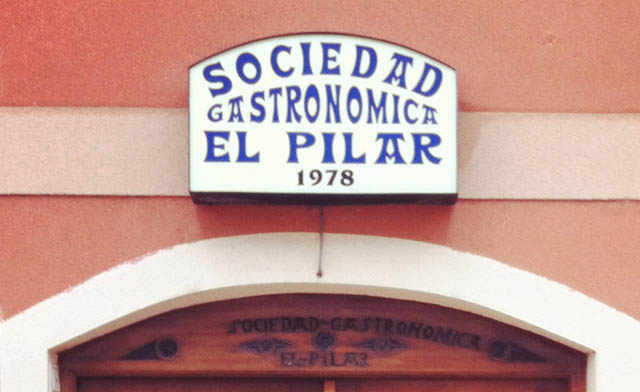 SOCIEDAD
GASTRONOMICA
EL PILAR
1978
SOCIEDAD-GASTRONOMICA
EL-PILAR